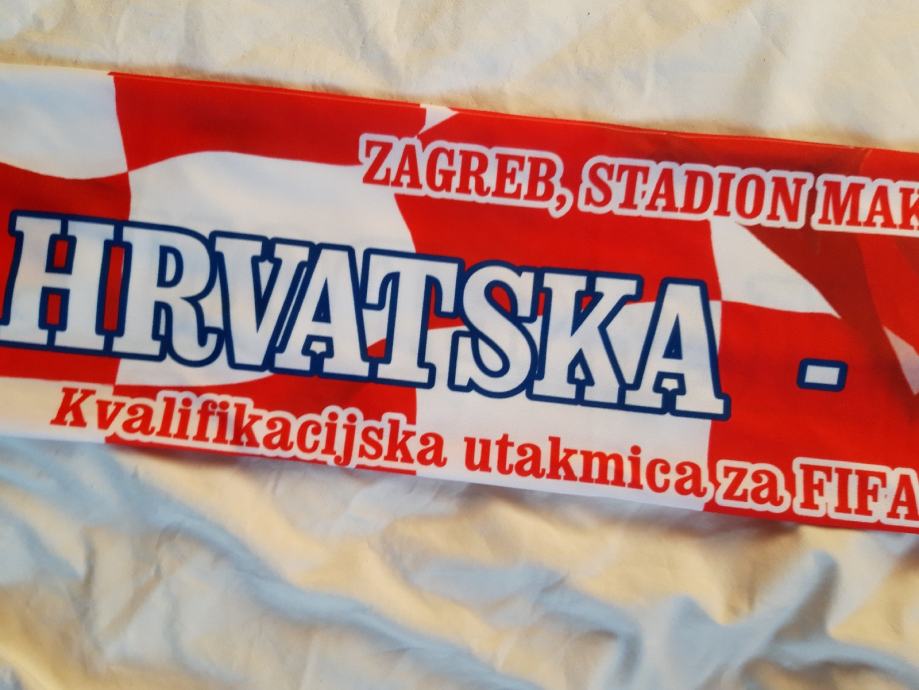 ZAGREB, STADION MAK
HRVATSKA -
Kvalifikacijska utakmica za FIFA